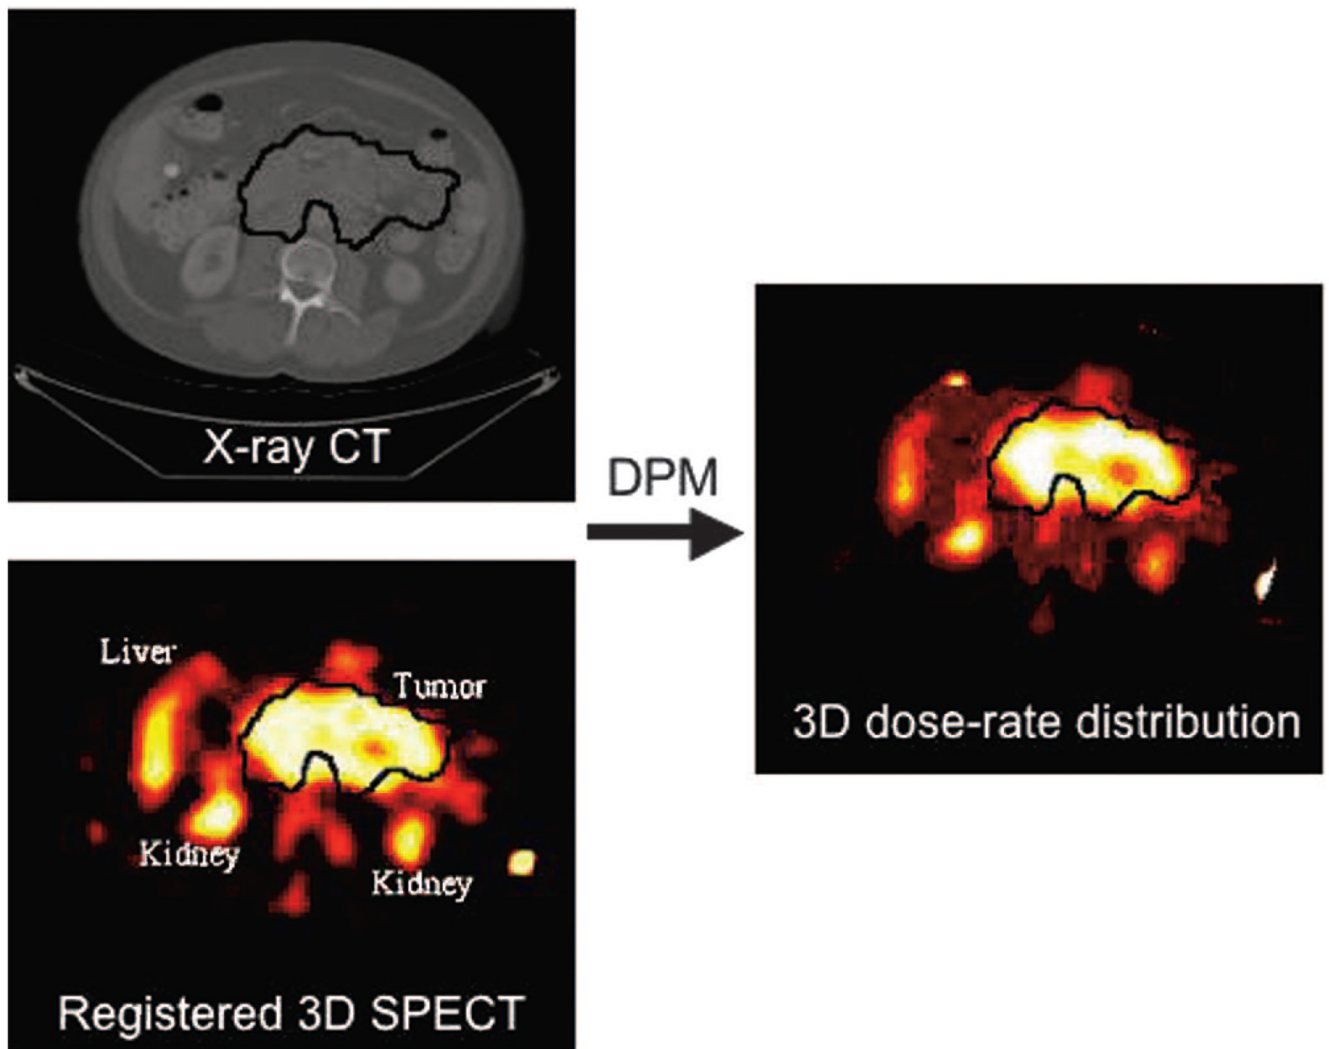 X-ray CT
DPM
Liver
Tumor
Kidney
Kidney
Registered 3D SPECT
3D dose-rate distribution